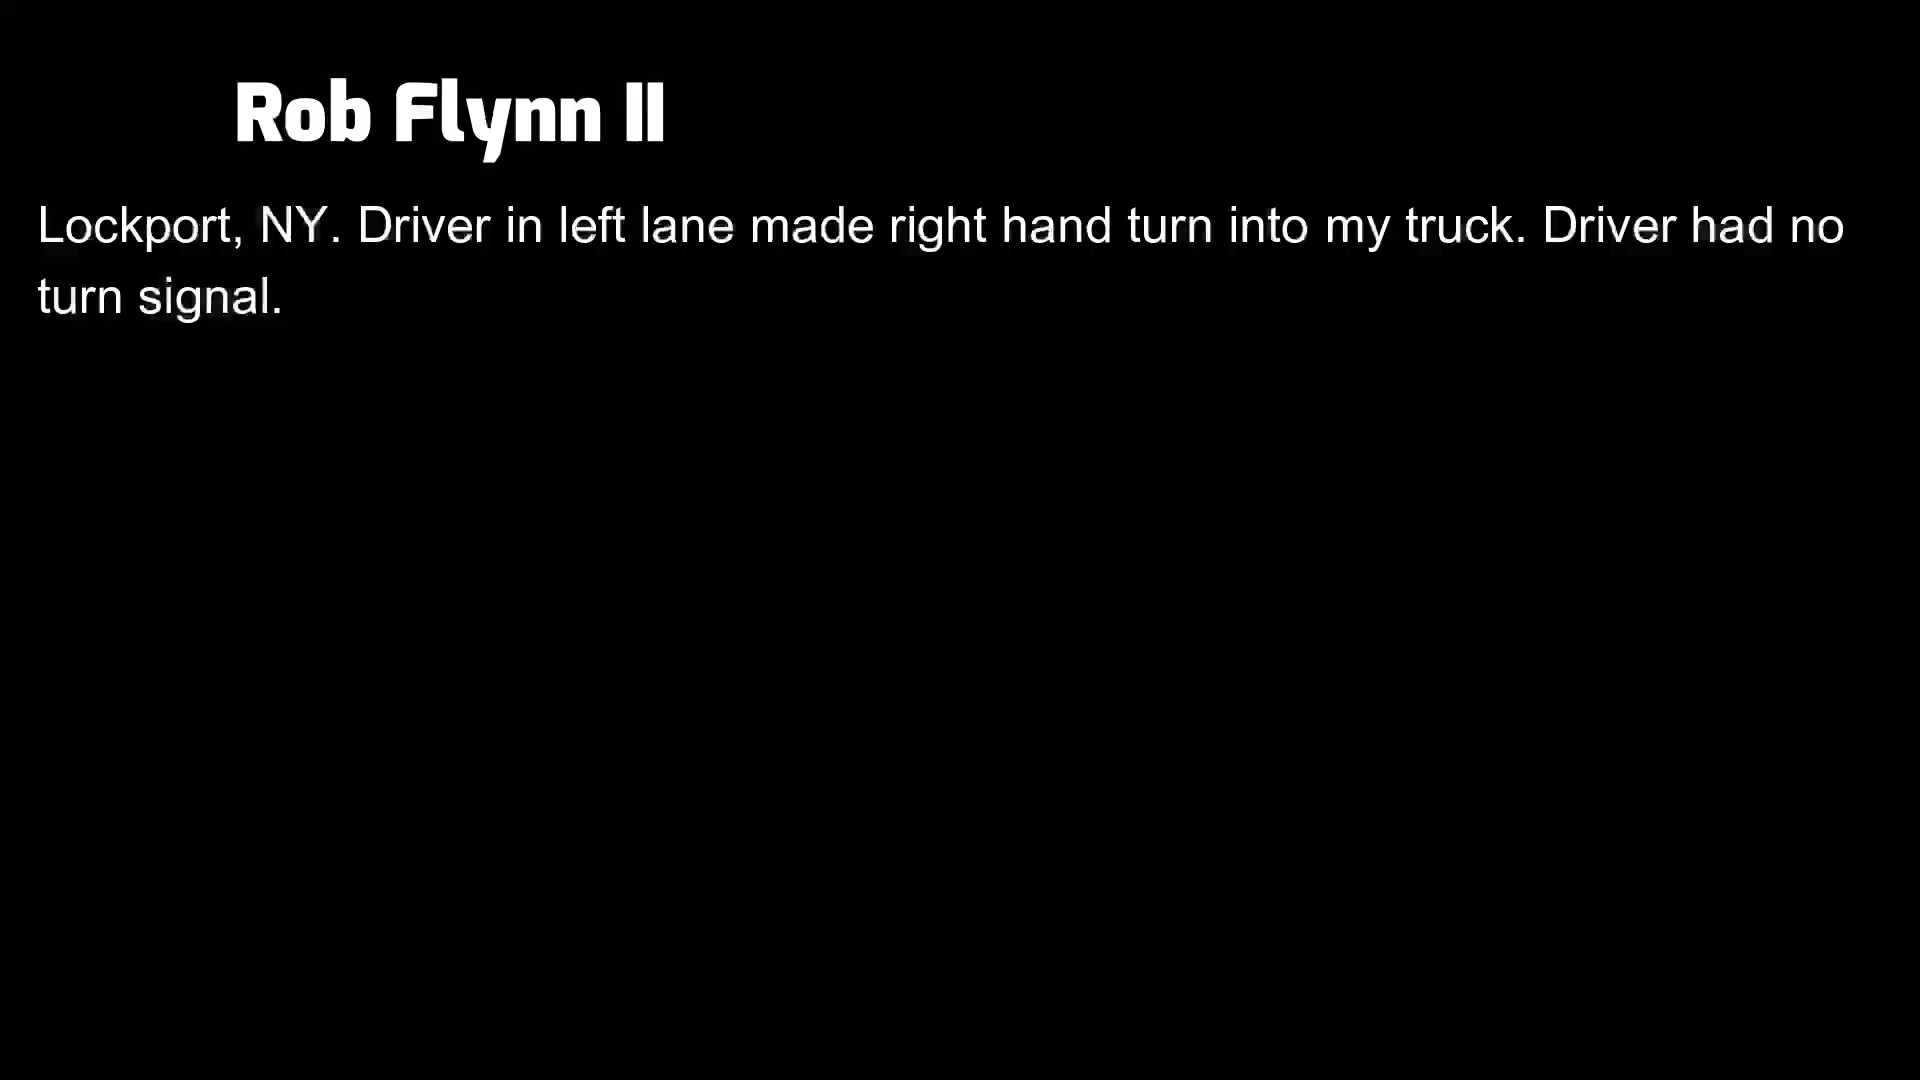 Rob Flynn II
Lockport, NY. Driver in left lane made right hand turn into my truck. Driver had no
turn signal.